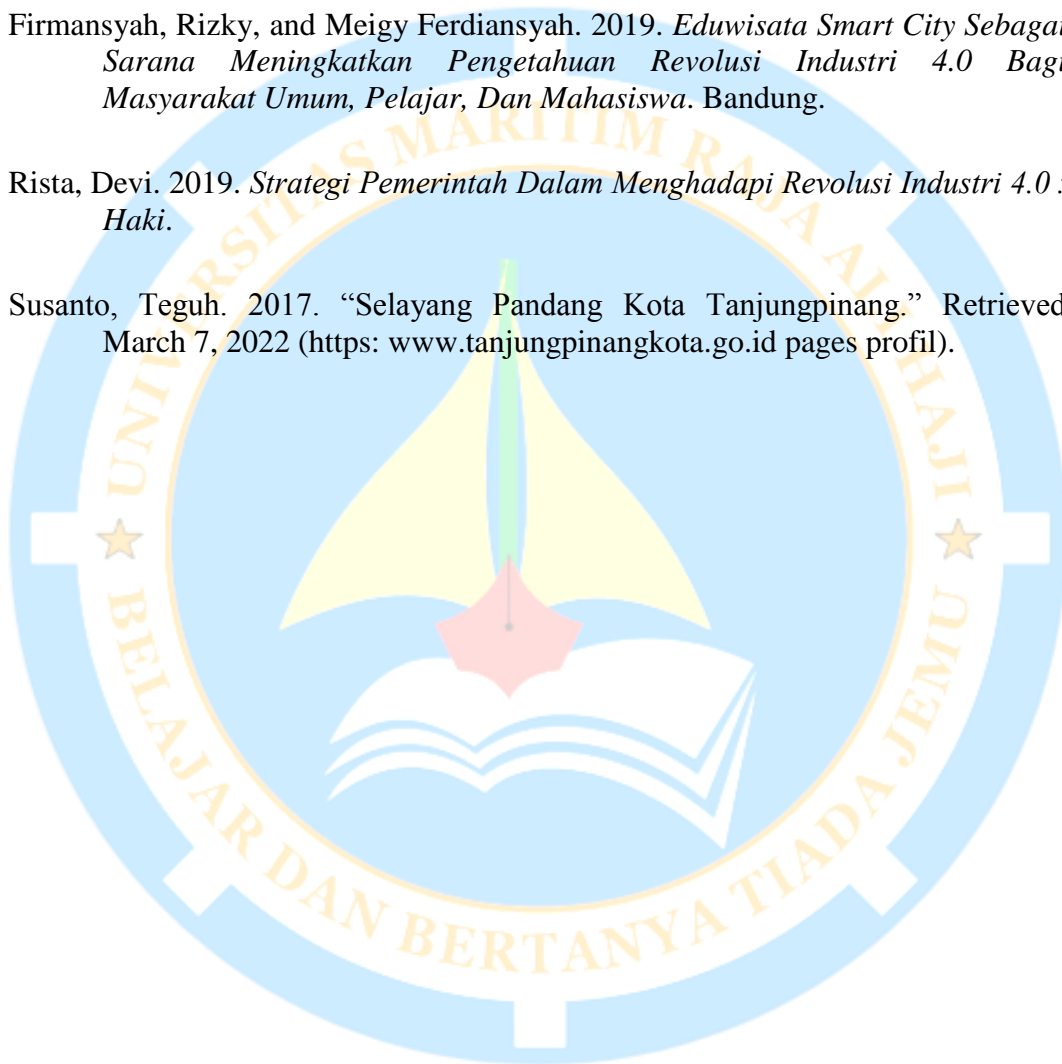 Firmansyah, Rizky, and Meigy Ferdiansyah. 2019. Eduwisata Smart City Sebagai
Sarana Meningkatkan Pengetahuan Revolusi Industri 4.0 Bagi
Masyarakat Umum, Pelajar, Dan Mahasiswa. Bandung.
Rista, Devi. 2019. Strategi Pemerintah Dalam Menghadapi Revolusi Industri 4.0 :
Haki.
Susanto, Teguh. 2017. “Selayang Pandang Kota Tanjungpinang.” Retrieved
March 7, 2022 (https: www.tanjungpinangkota.go.id pages profil).
UNIVERSITAS MARITIM RAJA ALI HAJI
BELAJAR DAN BERTANYA TIADA JEMU